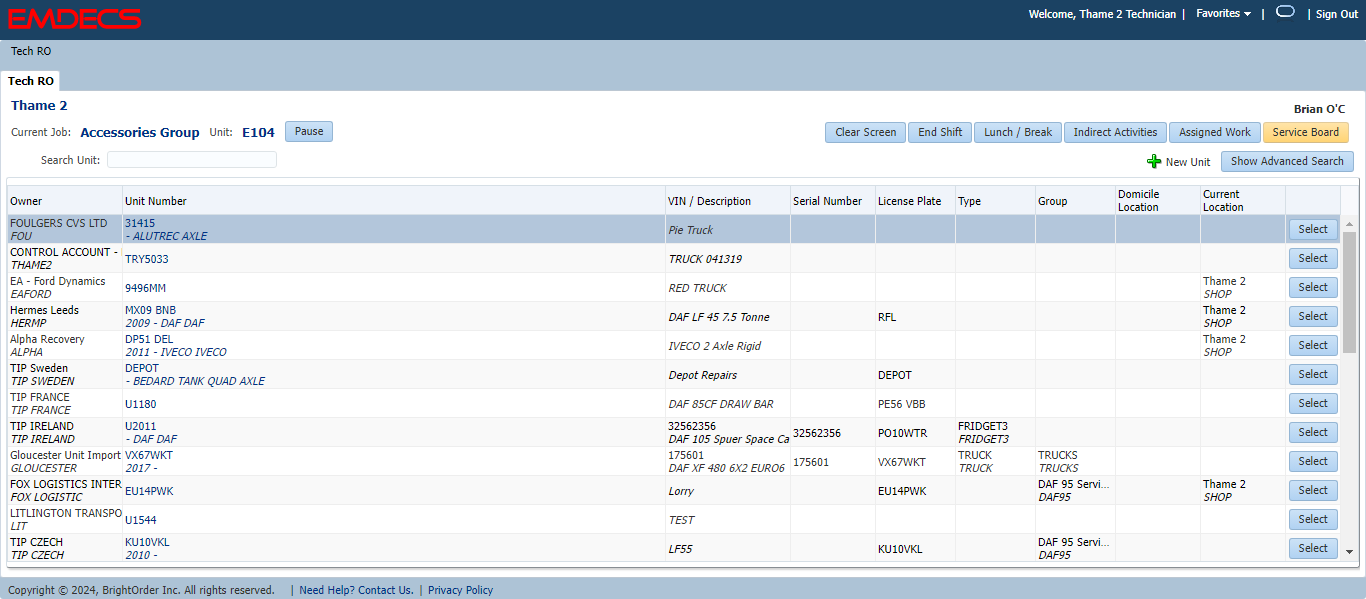 EMDECS
Welcome, Thame 2 Technician | Favorites | | Sign Out
Tech RO
Tech RO
Thame 2
Brian O'C
Current Job: Accessories Group Unit: E104 Pause
Clear Screen End Shift Lunch / Break Indirect Activities Assigned Work Service Board
Search Unit:
New Unit Show Advanced Search
Owner Unit Number VIN / Description Serial Number License Plate Type Group Domicile Location Current Location
FOULGERS CVS LTD 31415
FOU - ALUTREC AXLE Pie Truck Select
CONTROL ACCOUNT -
THAME2 TRY5033 TRUCK 041319 Select
EA - Ford Dynamics Thame 2
EAFORD 9496MM RED TRUCK SHOP Select
Hermes Leeds MX09 BNB Thame 2
HERMP 2009 - DAF DAF DAF LF 45 7.5 Tonne RFL SHOP Select
Alpha Recovery DP51 DEL Thame 2
ALPHA 2011 - IVECO IVECO IVECO 2 Axle Rigid SHOP Select
TIP Sweden DEPOT
TIP SWEDEN - BEDARD TANK QUAD AXLE Depot Repairs DEPOT Select
TIP FRANCE
TIP FRANCE U1180 DAF 85CF DRAW BAR PE56 VBB Select
TIP IRELAND U2011 32562356 FRIDGET3
TIP IRELAND - DAF DAF DAF 105 Spuer Space Ca 32562356 PO10WTR FRIDGET3 Select
Gloucester Unit Import VX67WKT 175601 TRUCK TRUCKS
GLOUCESTER 2017 - DAF XF 480 6X2 EURO6 175601 VX67WKT TRUCK TRUCKS Select
FOX LOGISTICS INTER DAF 95 Servi... Thame 2
FOX LOGISTIC EU14PWK Lorry EU14PWK DAF95 SHOP Select
LITLINGTON TRANSPO
LIT U1544 TEST Select
TIP CZECH KU10VKL DAF 95 Servi...
TIP CZECH 2010 - LF55 KU10VKL DAF95 Select
Copyright © 2024, BrightOrder Inc. All rights reserved. | Need Help? Contact Us. | Privacy Policy